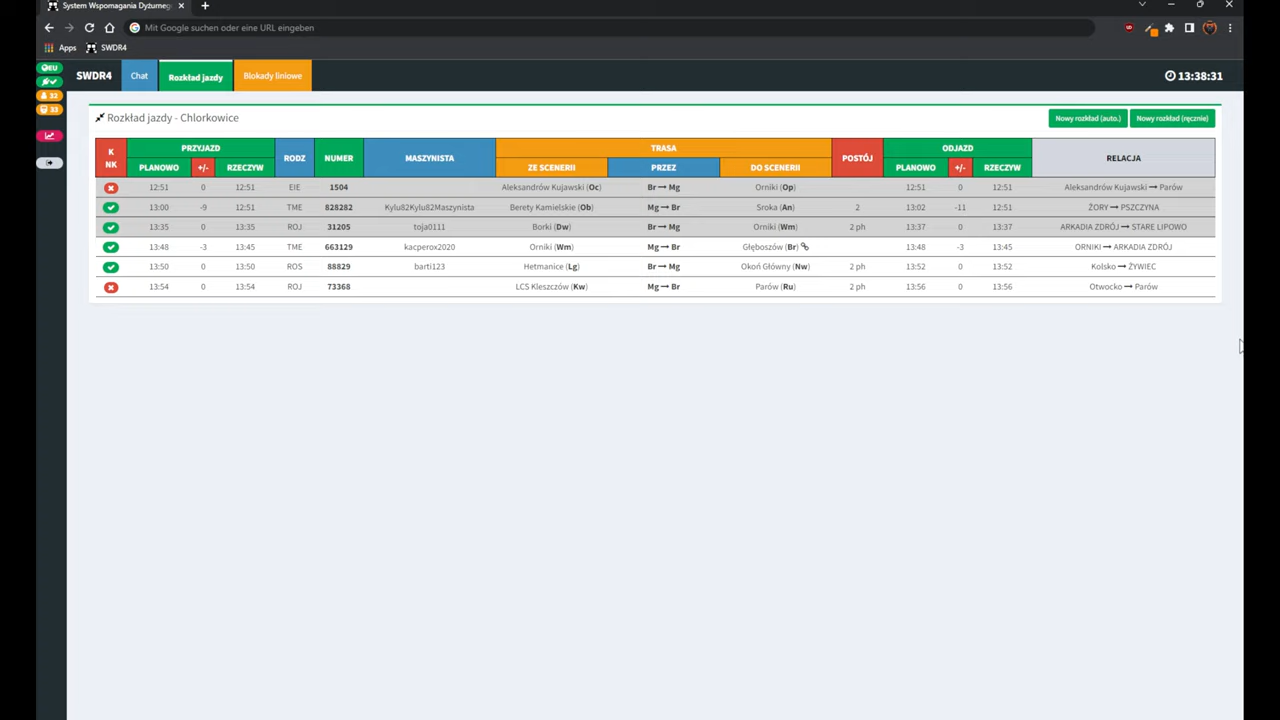 System Wspomagania Dyżurneg
Mit Google suchen oder eine URL eingeben
Apps SWDR4
EU
32
33
SWDR4 Chat Rozkład jazdy Blokady liniowe 13:38:31
Rozkład jazdy - Chlorkowice Nowy rozkład (auto.) Nowy rozkład (ręcznie)
K NK PRZYJAZD RODZ NUMER MASZYNISTA TRASA POSTÓJ ODJAZD RELACJA
PLANOWO +/- RZECZYW ZE SCENERII PRZEZ DO SCENERII PLANOWO +/- RZECZYW
12:51 0 12:51 EIE 1504 Aleksandrów Kujawski (Oc) Br → Mg Orniki (Op) 12:51 0 12:51 Aleksandrów Kujawski → Parów
13:00 -9 12:51 TME 828282 Kylu82Kylu82Maszynista Berety Kamielskie (Ob) Mg → Br Sroka (An) 2 13:02 -11 12:51 ŻORY → PSZCZYNA
13:35 0 13:35 ROJ 31205 toja0111 Borki (Dw) Br → Mg Orniki (Wm) 2 ph 13:37 0 13:37 ARKADIA ZDRÓJ → STARE LIPOWO
13:48 -3 13:45 TME 663129 kacperox2020 Orniki (Wm) Mg → Br Głęboszów (Br) 13:48 -3 13:45 ORNIKI → ARKADIA ZDRÓJ
13:50 0 13:50 ROS 88829 barti123 Hetmanice (Lg) Br → Mg Okoń Główny (Nw) 2 ph 13:52 0 13:52 Kolsko → ŻYWIEC
13:54 0 13:54 ROJ 73368 LCS Kleszczów (Kw) Mg → Br Parów (Ru) 2 ph 13:56 0 13:56 Otwocko → Parów